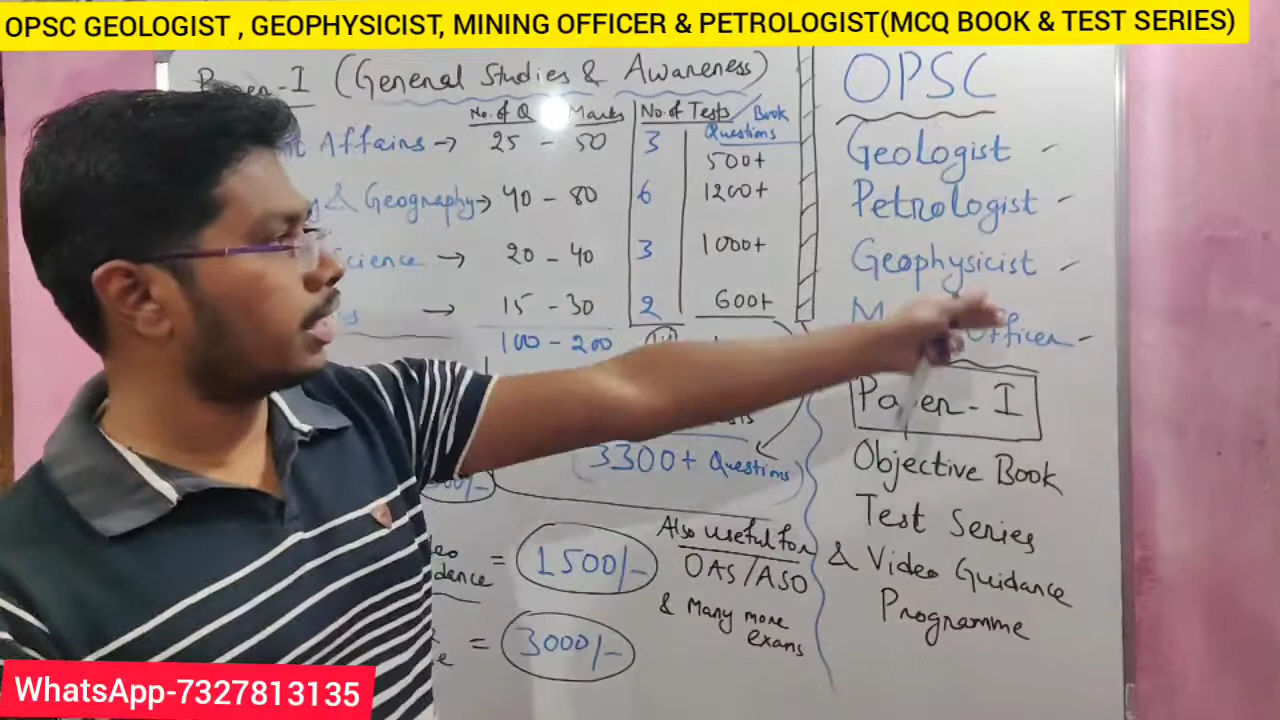 OPSC GEOLOGIST , GEOPHYSICIST, MINING OFFICER & PETROLOGIST(MCQ BOOK & TEST SERIES)
Paper-I (General Studies & Awareness)
No. of Q Marks No. of Tests / Book Questions
Affairs → 25 - 50 3 500+
& Geography → 40 - 80 6 1200+
Science → 20 - 40 3 1000+
→ 15 - 30 2 600+
100 - 200
3300+ Questions
= 1500/-
= 3000/-
Also useful for
OAS/ASO
& Many more
exams
OPSC
Geologist
Petrologist
Geophysicist
Officer
Paper-I
Objective Book
Test Series
& Video Guidance
Programme
WhatsApp-7327813135